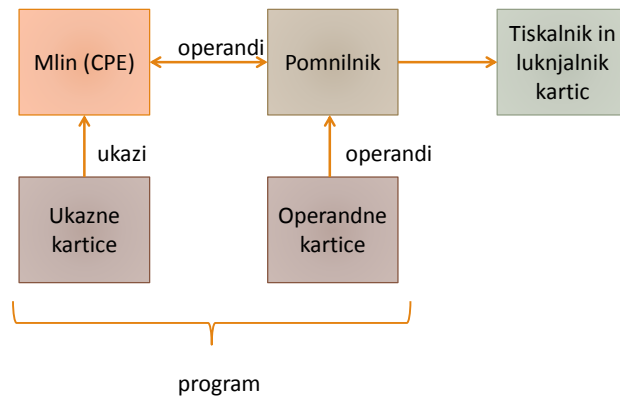 Mlin (CPE)
operandi
Pomnilnik
Tiskalnik in
luknjalnik
kartic
ukazi
operandi
Ukazne
kartice
Operandne
kartice
program